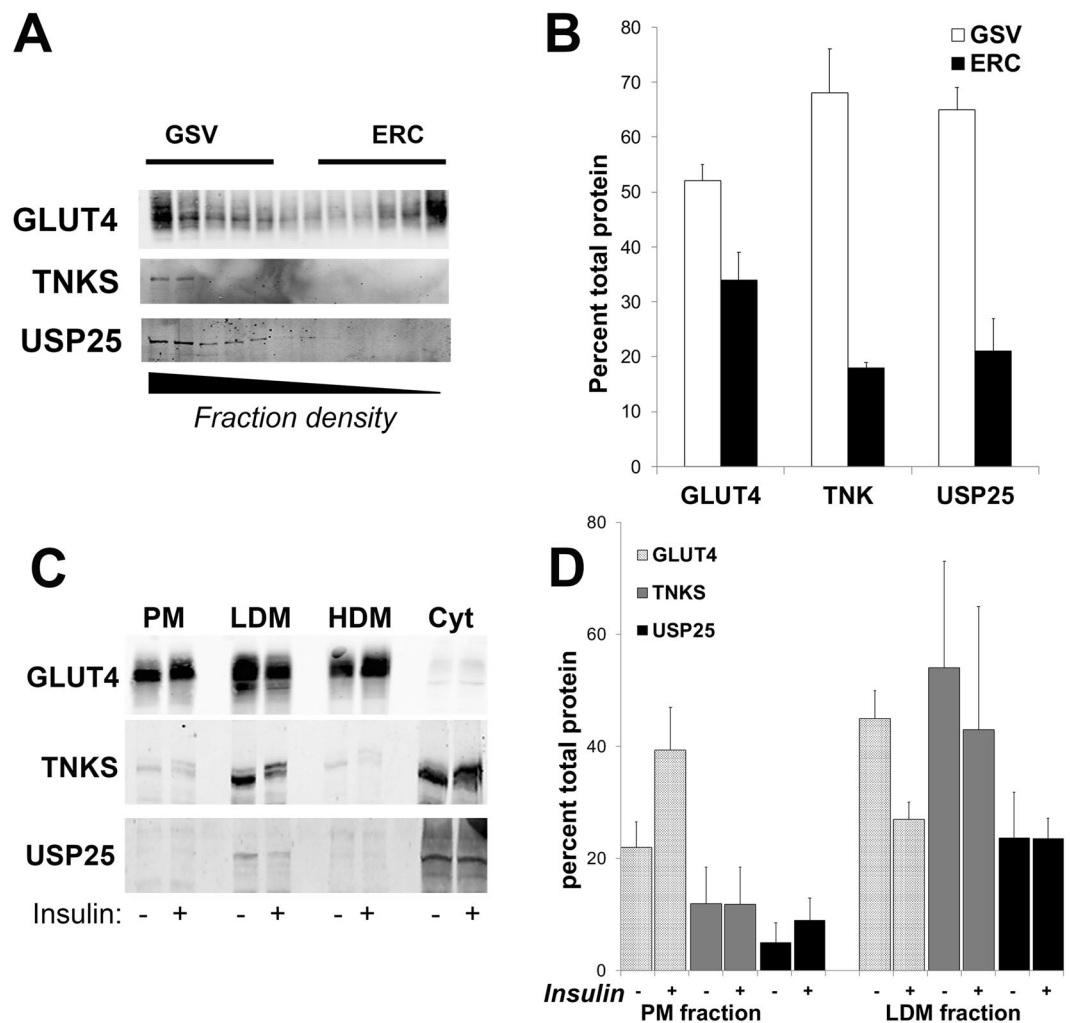 A
GSV ERC
GLUT4
TNKS
USP25
Fraction density
B
GSV
ERC
Percent total protein
80
70
60
50
40
30
20
10
0
GLUT4 TNK USP25
C
PM LDM HDM Cyt
GLUT4
TNKS
USP25
Insulin: - + - + - + - +
D
GLUT4
TNKS
USP25
percent total protein
80
60
40
20
0
Insulin - + - + - + - + - + - +
PM fraction LDM fraction